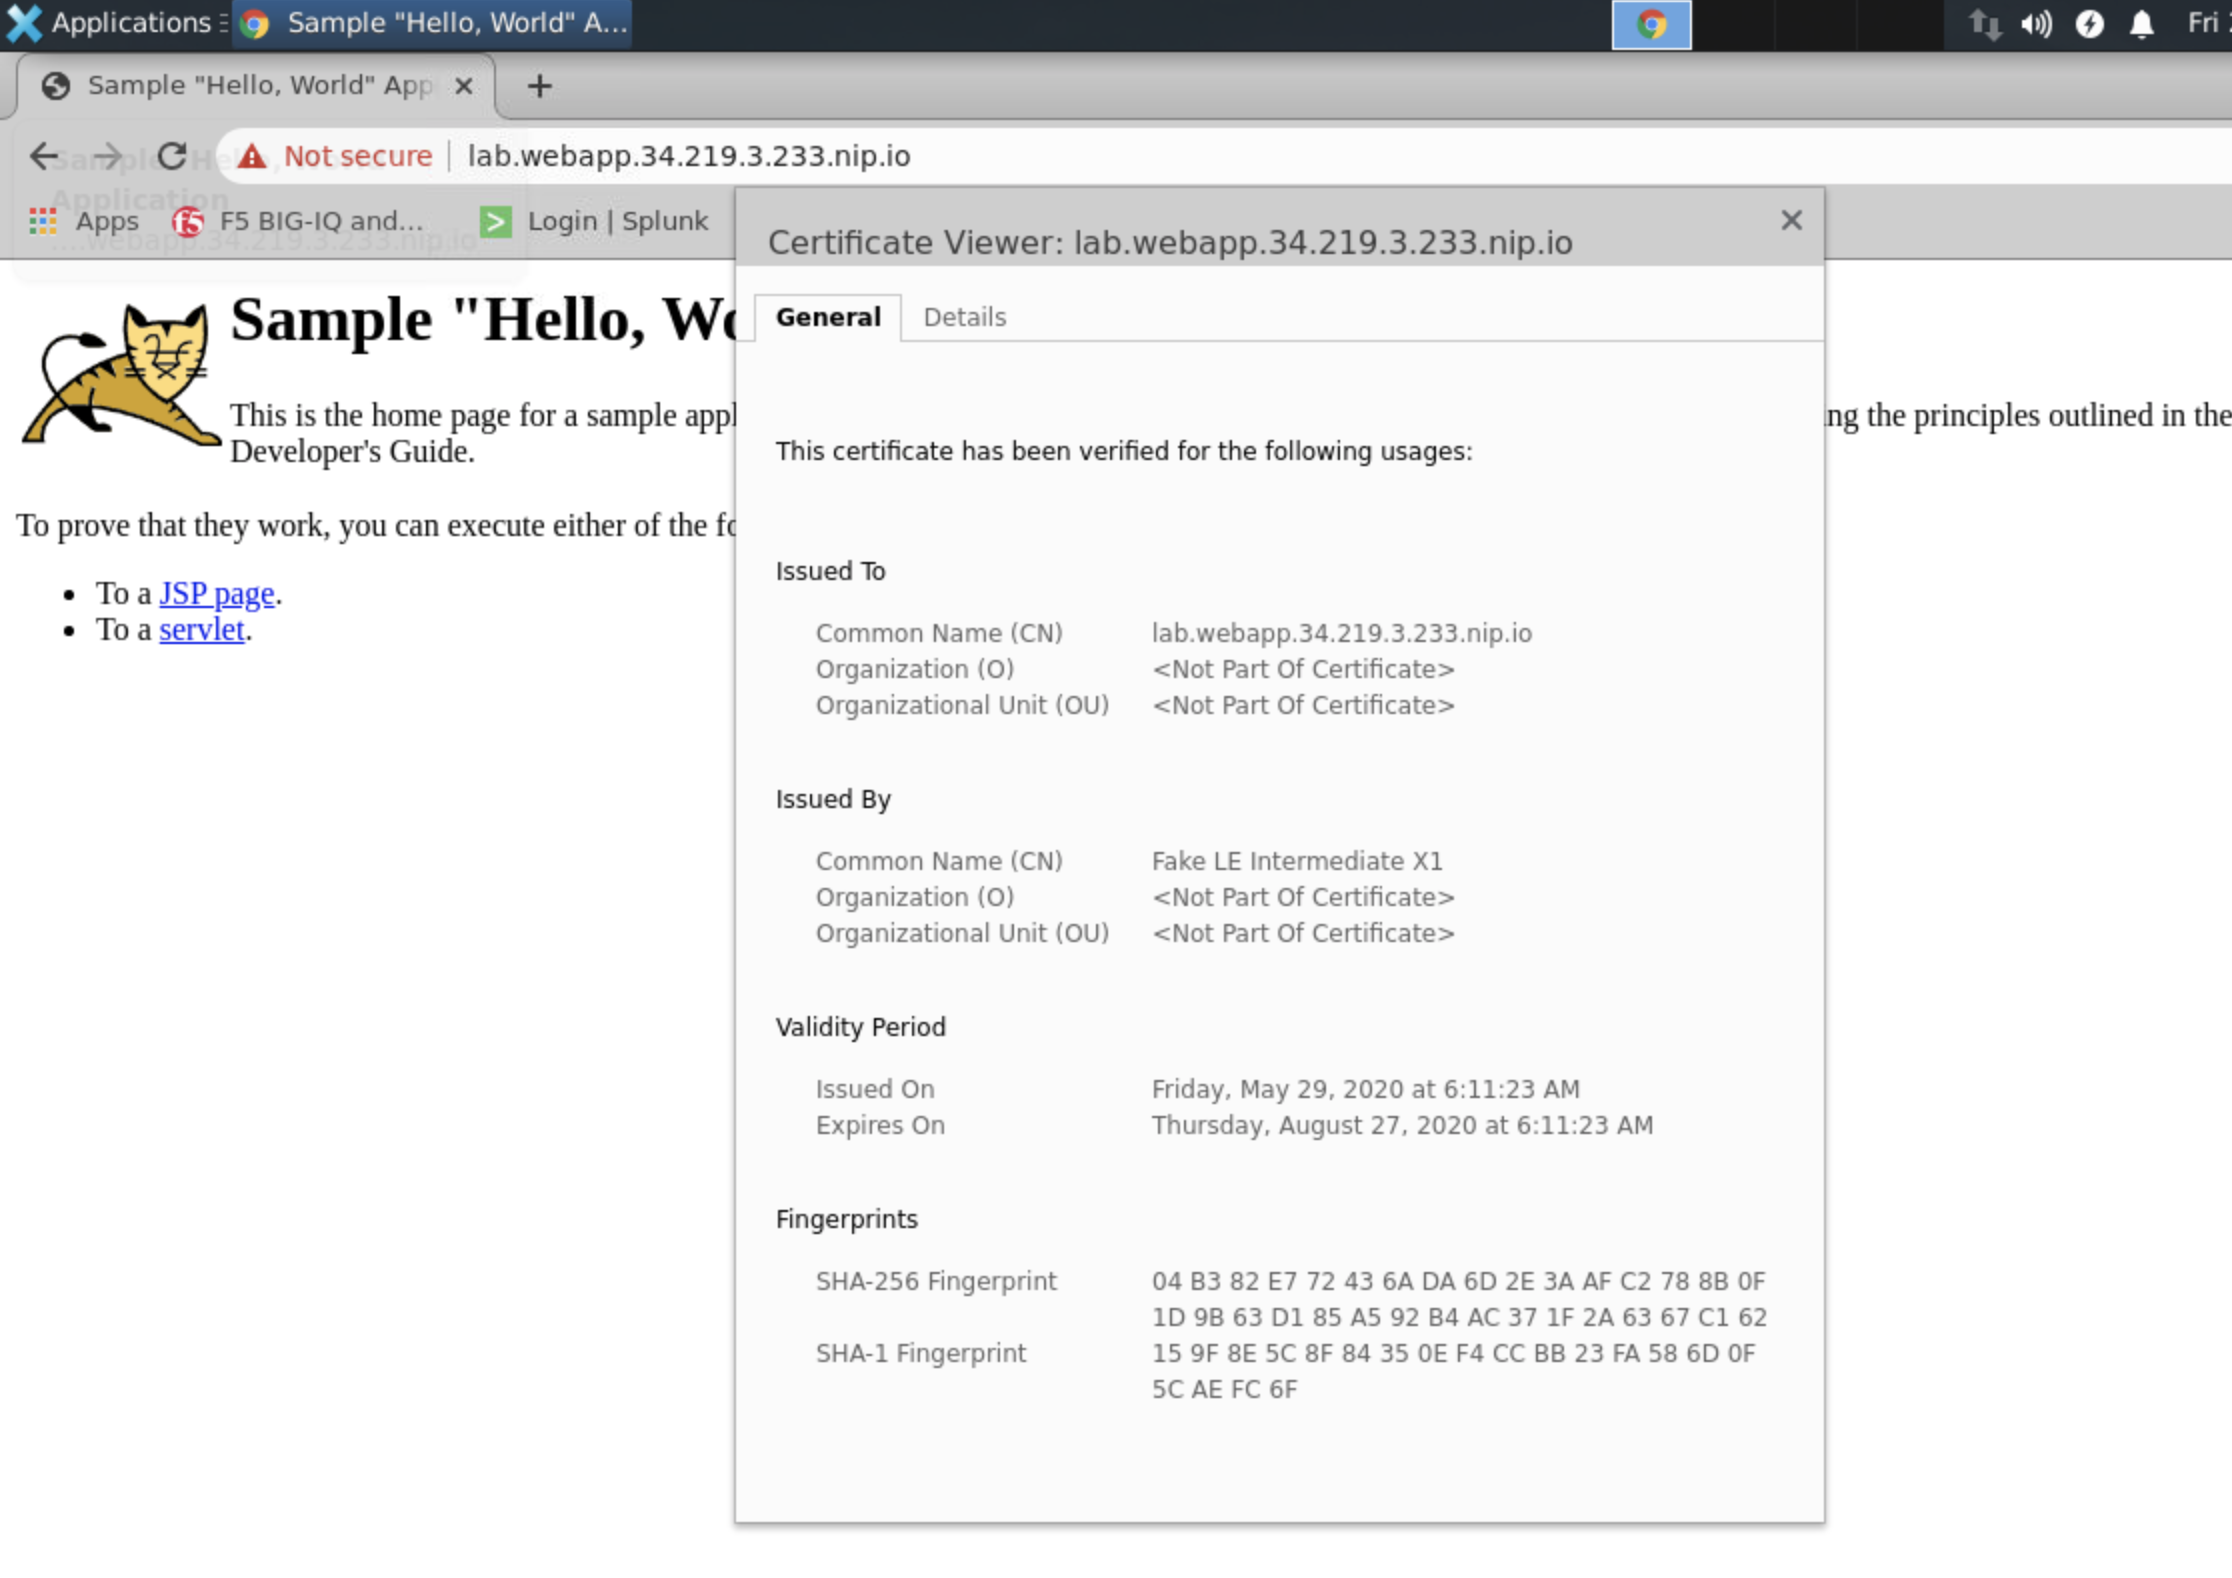 Applications
Sample "Hello, World" A...
Fri
Sample "Hello, World" App
Not secure
lab.webapp.34.219.3.233.nip.io
Application
Apps
F5 BIG-IQ and...
Login | Splunk
....webapp.34.219.3.233.nip.io
Certificate Viewer: lab.webapp.34.219.3.233.nip.io
General
Details
Sample "Hello, Wo
This is the home page for a sample appl
ng the principles outlined in the
Developer's Guide.
To prove that they work, you can execute either of the fo
• To a JSP page.
• To a servlet.
This certificate has been verified for the following usages:
Issued To
Common Name (CN) lab.webapp.34.219.3.233.nip.io
Organization (O) <Not Part Of Certificate>
Organizational Unit (OU) <Not Part Of Certificate>
Issued By
Common Name (CN) Fake LE Intermediate X1
Organization (O) <Not Part Of Certificate>
Organizational Unit (OU) <Not Part Of Certificate>
Validity Period
Issued On Friday, May 29, 2020 at 6:11:23 AM
Expires On Thursday, August 27, 2020 at 6:11:23 AM
Fingerprints
SHA-256 Fingerprint 04 B3 82 E7 72 43 6A DA 6D 2E 3A AF C2 78 8B 0F
1D 9B 63 D1 85 A5 92 B4 AC 37 1F 2A 63 67 C1 62
SHA-1 Fingerprint 15 9F 8E 5C 8F 84 35 0E F4 CC BB 23 FA 58 6D 0F
5C AE FC 6F